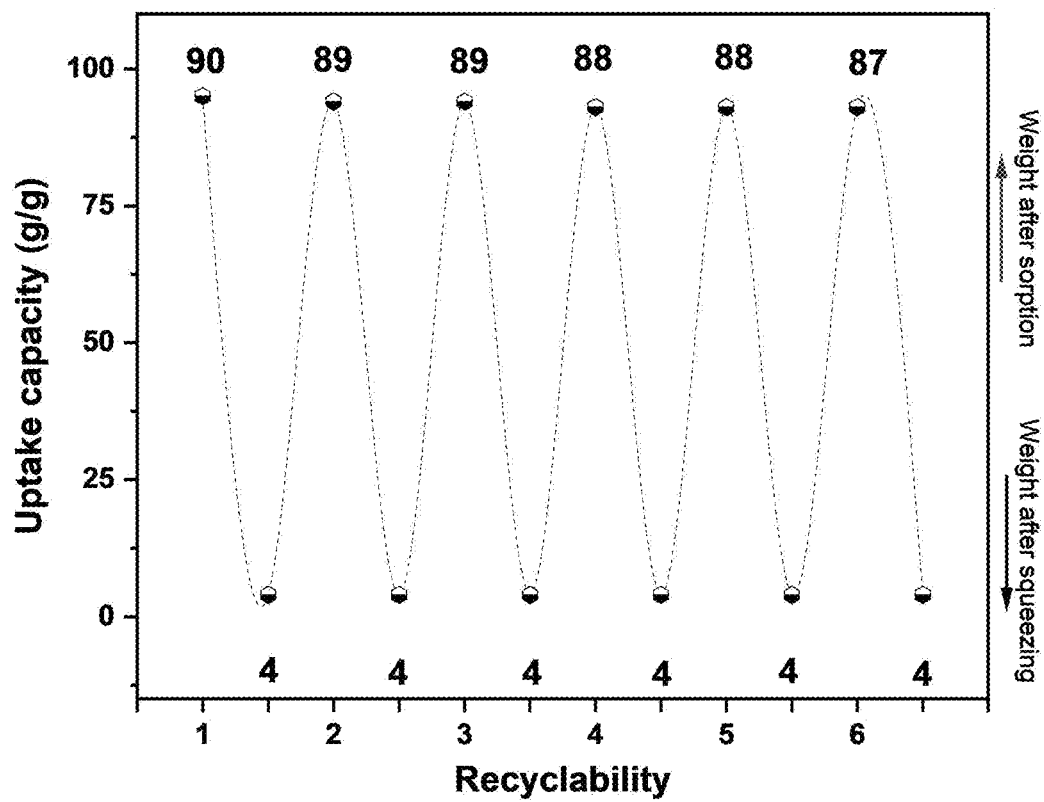 90 89 89 88 88 87
100
75
50
25
0
4 4 4 4 4 4
1 2 3 4 5 6
Recyclability
Uptake capacity (g/g)
Weight after sorption
Weight after squeezing